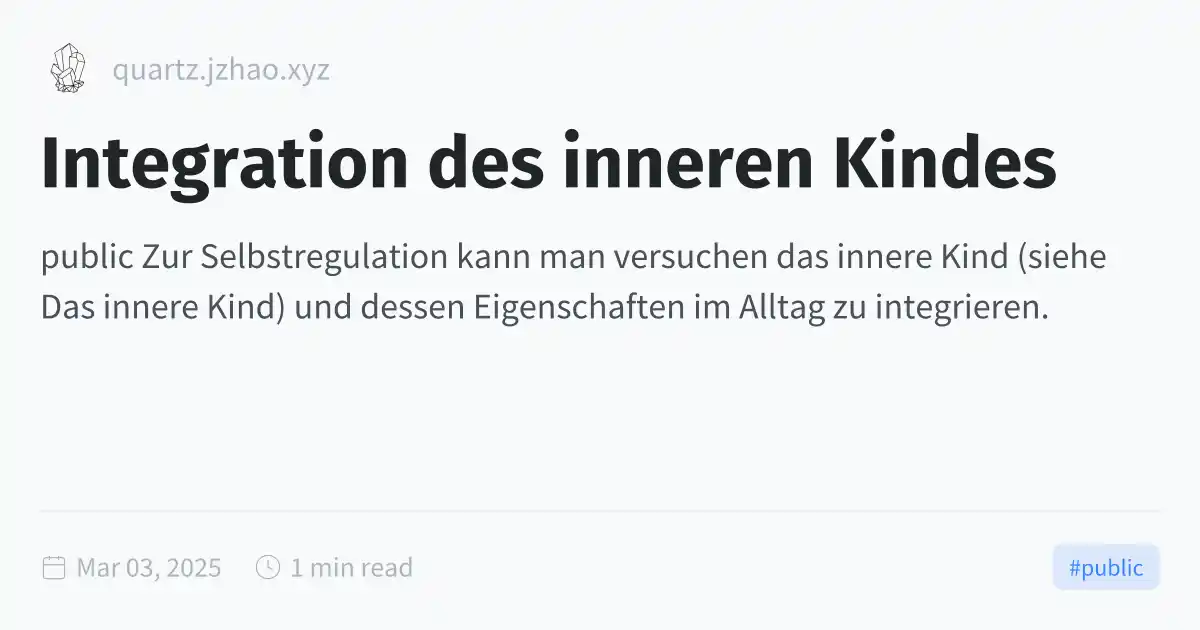 quartz.jzhao.xyz
Integration des inneren Kindes
public Zur Selbstregulation kann man versuchen das innere Kind (siehe
Das innere Kind) und dessen Eigenschaften im Alltag zu integrieren.
Mar 03, 2025 1 min read #public